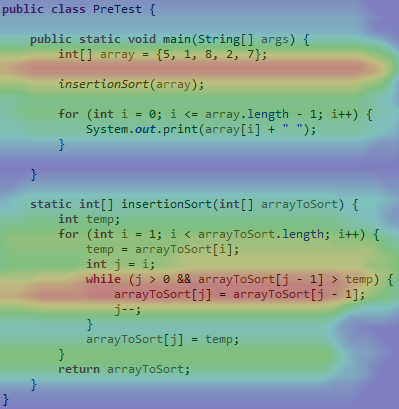 public class PreTest {
public static void main(String[] args) {
int[] array = {5, 1, 8, 2, 7};
insertionSort(array);
for (int i = 0; i <= array.length - 1; i++) {
System.out.print(array[i] + " ");
}
}
static int[] insertionSort(int[] arrayToSort) {
int temp;
for (int i = 1; i < arrayToSort.length; i++) {
temp = arrayToSort[i];
int j = i;
while (j > 0 && arrayToSort[j - 1] > temp) {
arrayToSort[j] = arrayToSort[j - 1];
j--;
}
arrayToSort[j] = temp;
}
return arrayToSort;
}
}